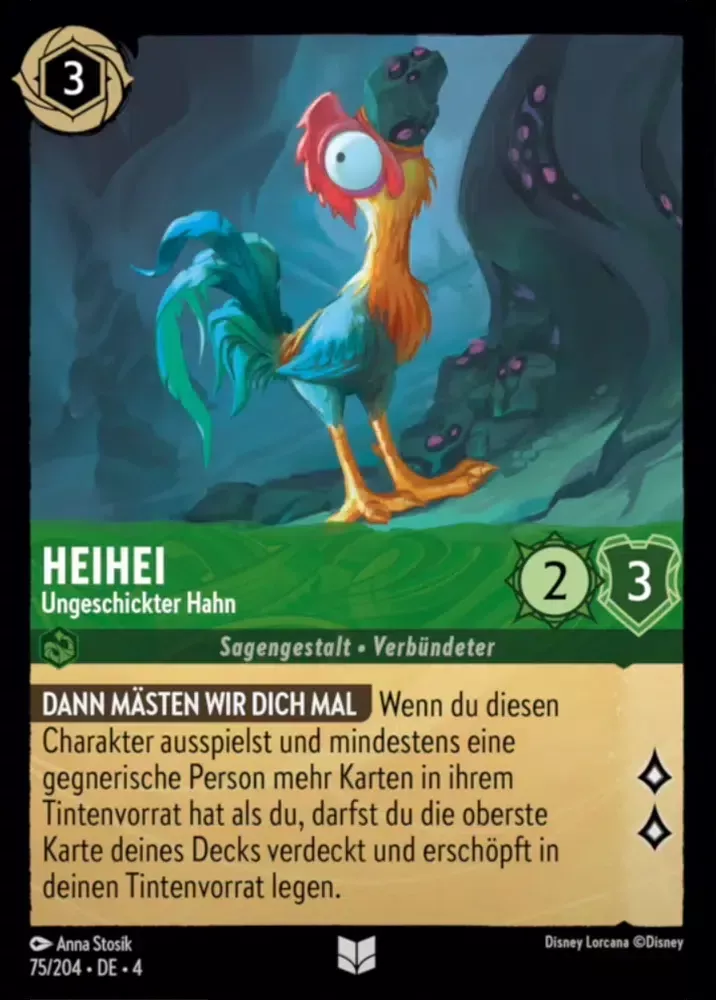 3
HEIHEI
Ungeschickter Hahn
2
3
Sagengestalt • Verbündeter
DANN MÄSTEN WIR DICH MAL Wenn du diesen
Charakter ausspielst und mindestens eine
gegnerische Person mehr Karten in ihrem
Tintenvorrat hat als du, darfst du die oberste
Karte deines Decks verdeckt und erschöpft in
deinen Tintenvorrat legen.
Anna Stosik
Disney Lorcana ©Disney
75/204 • DE • 4